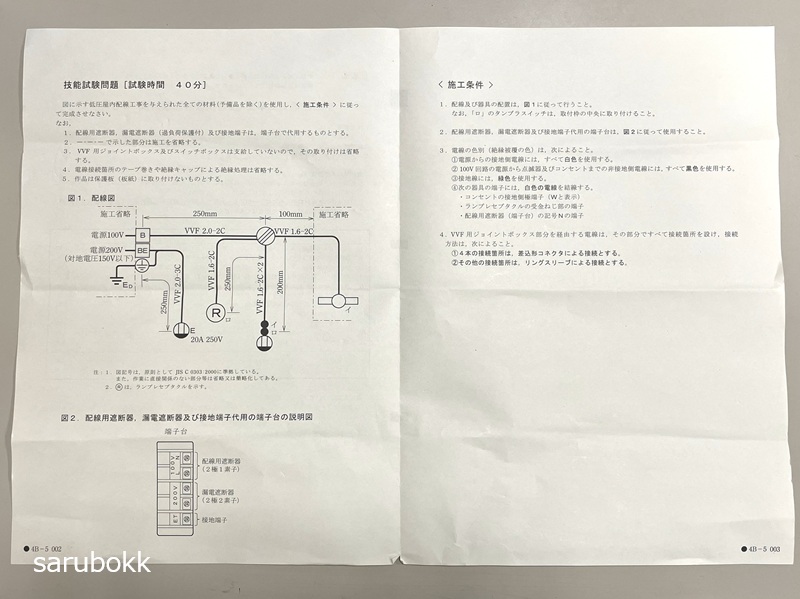 技能試験問題 [試験時間 40分]
図に示す低圧屋内配線工事を与えられた全ての材料(予備品を除く)を使用し、〈 施工条件 〉に従っ
て完成させなさい。
なお、
1. 配線用遮断器、漏電遮断器(過負荷保護付)及び接地端子は、端子台で代用するものとする。
2. −・−・− で示した部分は施工を省略する。
3. VVF 用ジョイントボックス及びスイッチボックスは支給していないので、その取り付けは省略
する。
4. 電線接続箇所のテープ巻きや絶縁キャップによる絶縁処理は省略する。
5. 作品は保護板(板紙)に取り付けないものとする。
図1. 配線図
施工省略
250mm
100mm
施工省略
電源100V
B
VVF 2.0-2C
VVF 1.6-2C
電源200V
(対地電圧150V以下)
BE
ED
250mm
VVF 2.0-3C
E
20A 250V
VVF 1.6-2C
250mm
R
ロ
VVF 1.6-2C×2
200mm
イ
ロ
イ
注:1. 図記号は、原則として JIS C 0303:2000に準拠している。
また、作業に直接関係のない部分等は省略又は簡略化してある。
2. Ⓡは、ランプレセプタクルを示す。
図2. 配線用遮断器、漏電遮断器及び接地端子代用の端子台の説明図
端子台
100V
L N
配線用遮断器
(2極1素子)
200V
漏電遮断器
(2極2素子)
ET
接地端子
●4B-5 002
〈 施工条件 〉
1. 配線及び器具の配置は、図1に従って行うこと。
なお、「ロ」のタンブラスイッチは、取付枠の中央に取り付けること。
2. 配線用遮断器、漏電遮断器及び接地端子代用の端子台は、図2に従って使用すること。
3. 電線の色別(絶縁被覆の色)は、次によること。
①電源からの接地側電線には、すべて白色を使用する。
②100V回路の電源から点滅器及びコンセントまでの非接地側電線には、すべて黒色を使用する。
③接地線には、緑色を使用する。
④次の器具の端子には、白色の電線を結線する。
・コンセントの接地側極端子(Wと表示)
・ランプレセプタクルの受金ねじ部の端子
・配線用遮断器(端子台)の記号Nの端子
4. VVF 用ジョイントボックス部分を経由する電線は、その部分ですべて接続箇所を設け、接続
方法は、次によること。
①4本の接続箇所は、差込形コネクタによる接続とする。
②その他の接続箇所は、リングスリーブによる接続とする。
●4B-5 003
sarubokk